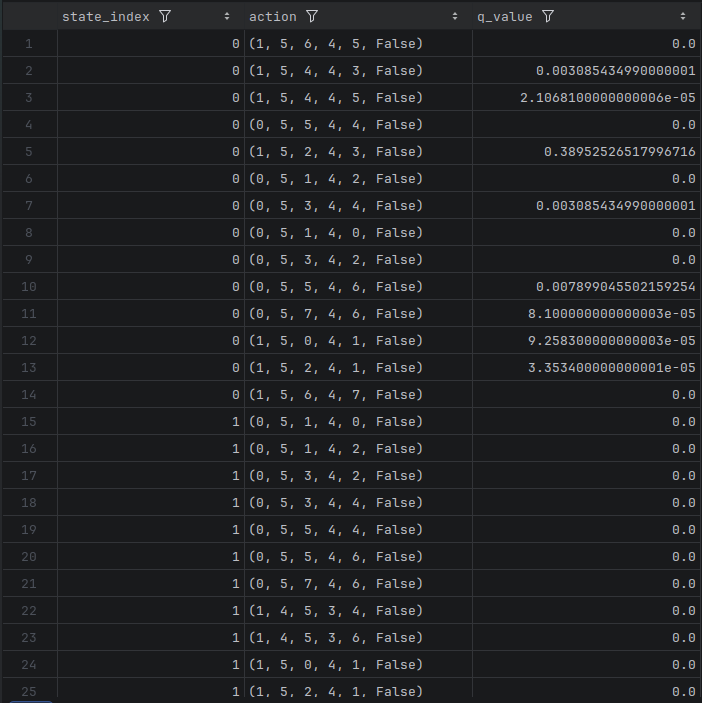 state_index action q_value
1 0 (1, 5, 6, 4, 5, False) 0.0
2 0 (1, 5, 4, 4, 3, False) 0.003085434990000001
3 0 (1, 5, 4, 4, 5, False) 2.1068100000000006e-05
4 0 (0, 5, 5, 4, 4, False) 0.0
5 0 (1, 5, 2, 4, 3, False) 0.38952526517996716
6 0 (0, 5, 1, 4, 2, False) 0.0
7 0 (0, 5, 3, 4, 4, False) 0.003085434990000001
8 0 (0, 5, 1, 4, 0, False) 0.0
9 0 (0, 5, 3, 4, 2, False) 0.0
10 0 (0, 5, 5, 4, 6, False) 0.007899045502159254
11 0 (0, 5, 7, 4, 6, False) 8.100000000000003e-05
12 0 (1, 5, 0, 4, 1, False) 9.258300000000003e-05
13 0 (1, 5, 2, 4, 1, False) 3.353400000000001e-05
14 0 (1, 5, 6, 4, 7, False) 0.0
15 1 (0, 5, 1, 4, 0, False) 0.0
16 1 (0, 5, 1, 4, 2, False) 0.0
17 1 (0, 5, 3, 4, 2, False) 0.0
18 1 (0, 5, 3, 4, 4, False) 0.0
19 1 (0, 5, 5, 4, 4, False) 0.0
20 1 (0, 5, 5, 4, 6, False) 0.0
21 1 (0, 5, 7, 4, 6, False) 0.0
22 1 (1, 4, 5, 3, 4, False) 0.0
23 1 (1, 4, 5, 3, 6, False) 0.0
24 1 (1, 5, 0, 4, 1, False) 0.0
25 1 (1, 5, 2, 4, 1, False) 0.0